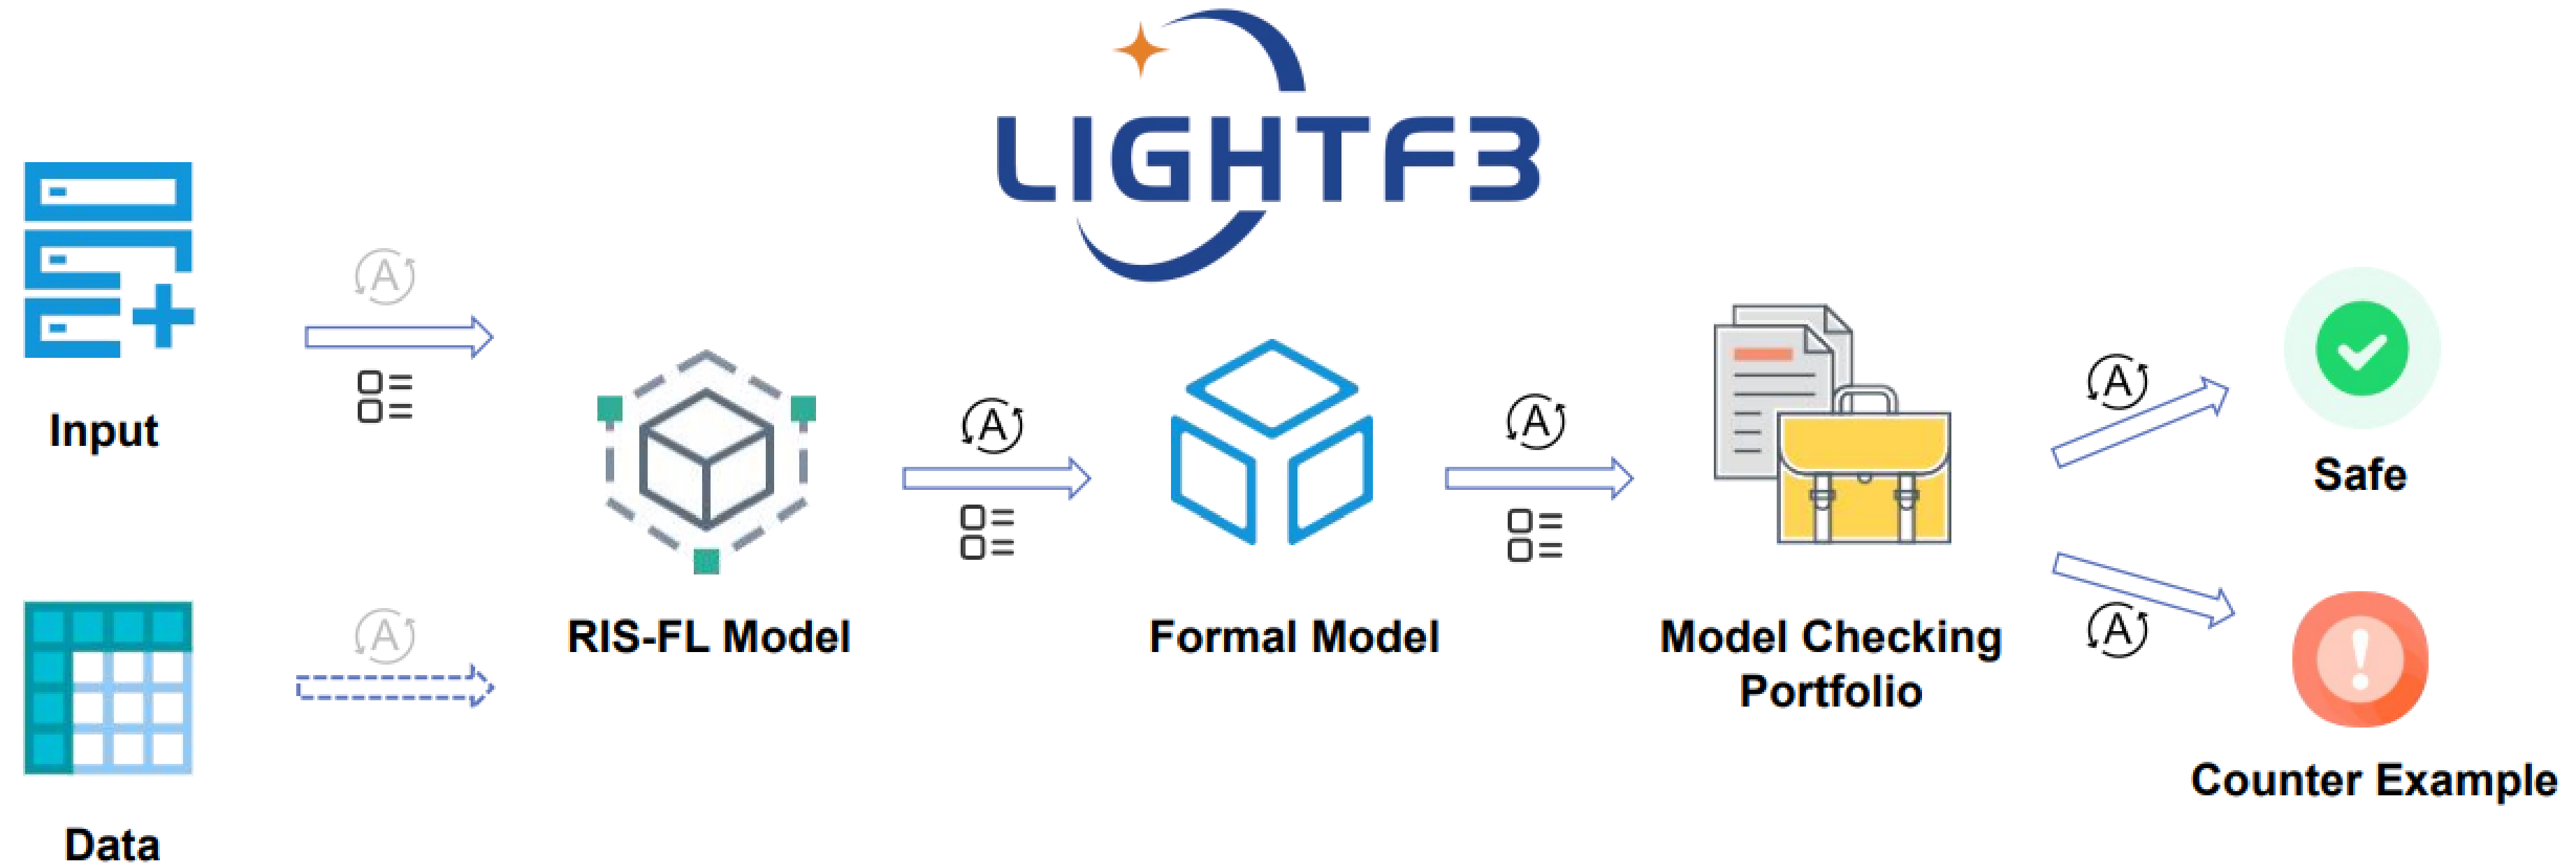 LIGHTF3
A
Input
A
A
A
A
Safe
RIS-FL Model
Formal Model
Model Checking
Portfolio
A
A
Data
Counter Example